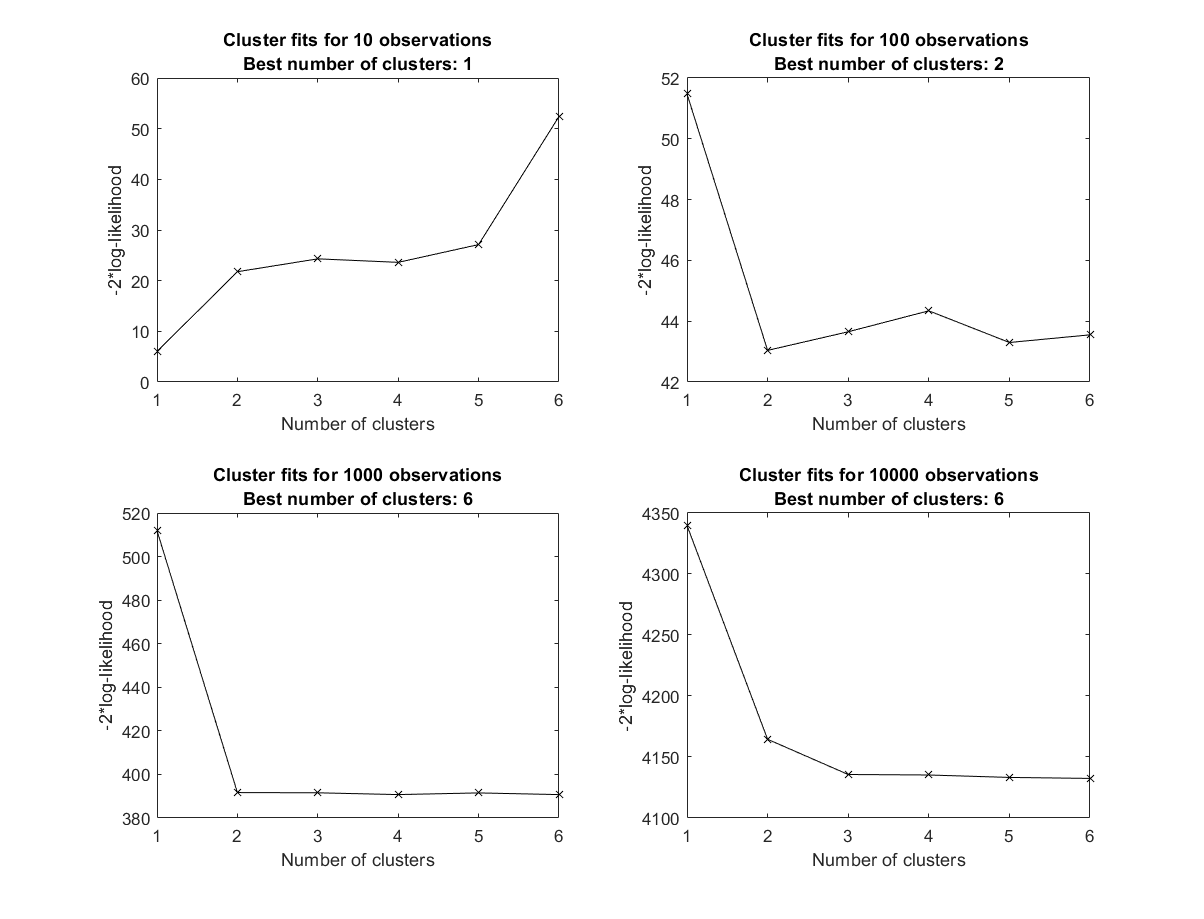 Cluster fits for 10 observations
Best number of clusters: 1
60
50
40
30
20
10
0
-2*log-likelihood
1 2 3 4 5 6
Number of clusters
Cluster fits for 100 observations
Best number of clusters: 2
52
50
48
46
44
42
-2*log-likelihood
1 2 3 4 5 6
Number of clusters
Cluster fits for 1000 observations
Best number of clusters: 6
520
500
480
460
440
420
400
380
-2*log-likelihood
1 2 3 4 5 6
Number of clusters
Cluster fits for 10000 observations
Best number of clusters: 6
4350
4300
4250
4200
4150
4100
-2*log-likelihood
1 2 3 4 5 6
Number of clusters